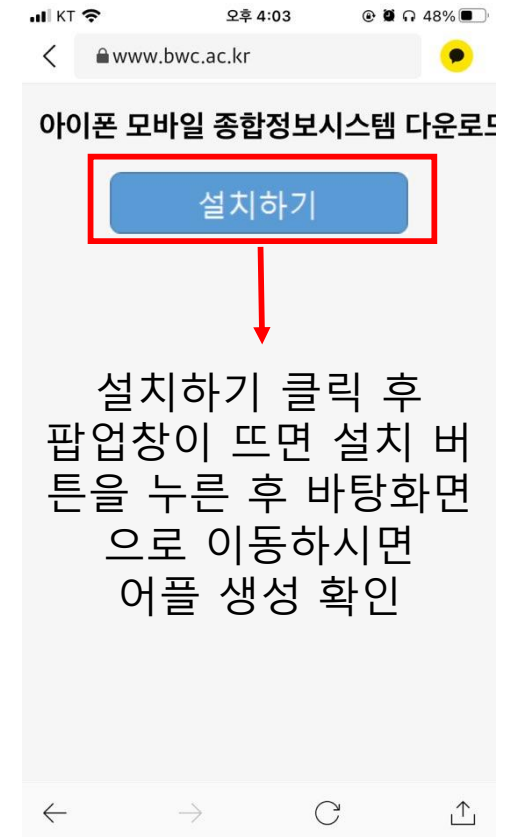 KT 오후 4:03 48%
www.bwc.ac.kr
아이폰 모바일 종합정보시스템 다운로드
설치하기
설치하기 클릭 후
팝업창이 뜨면 설치 버
튼을 누른 후 바탕화면
으로 이동하시면
어플 생성 확인